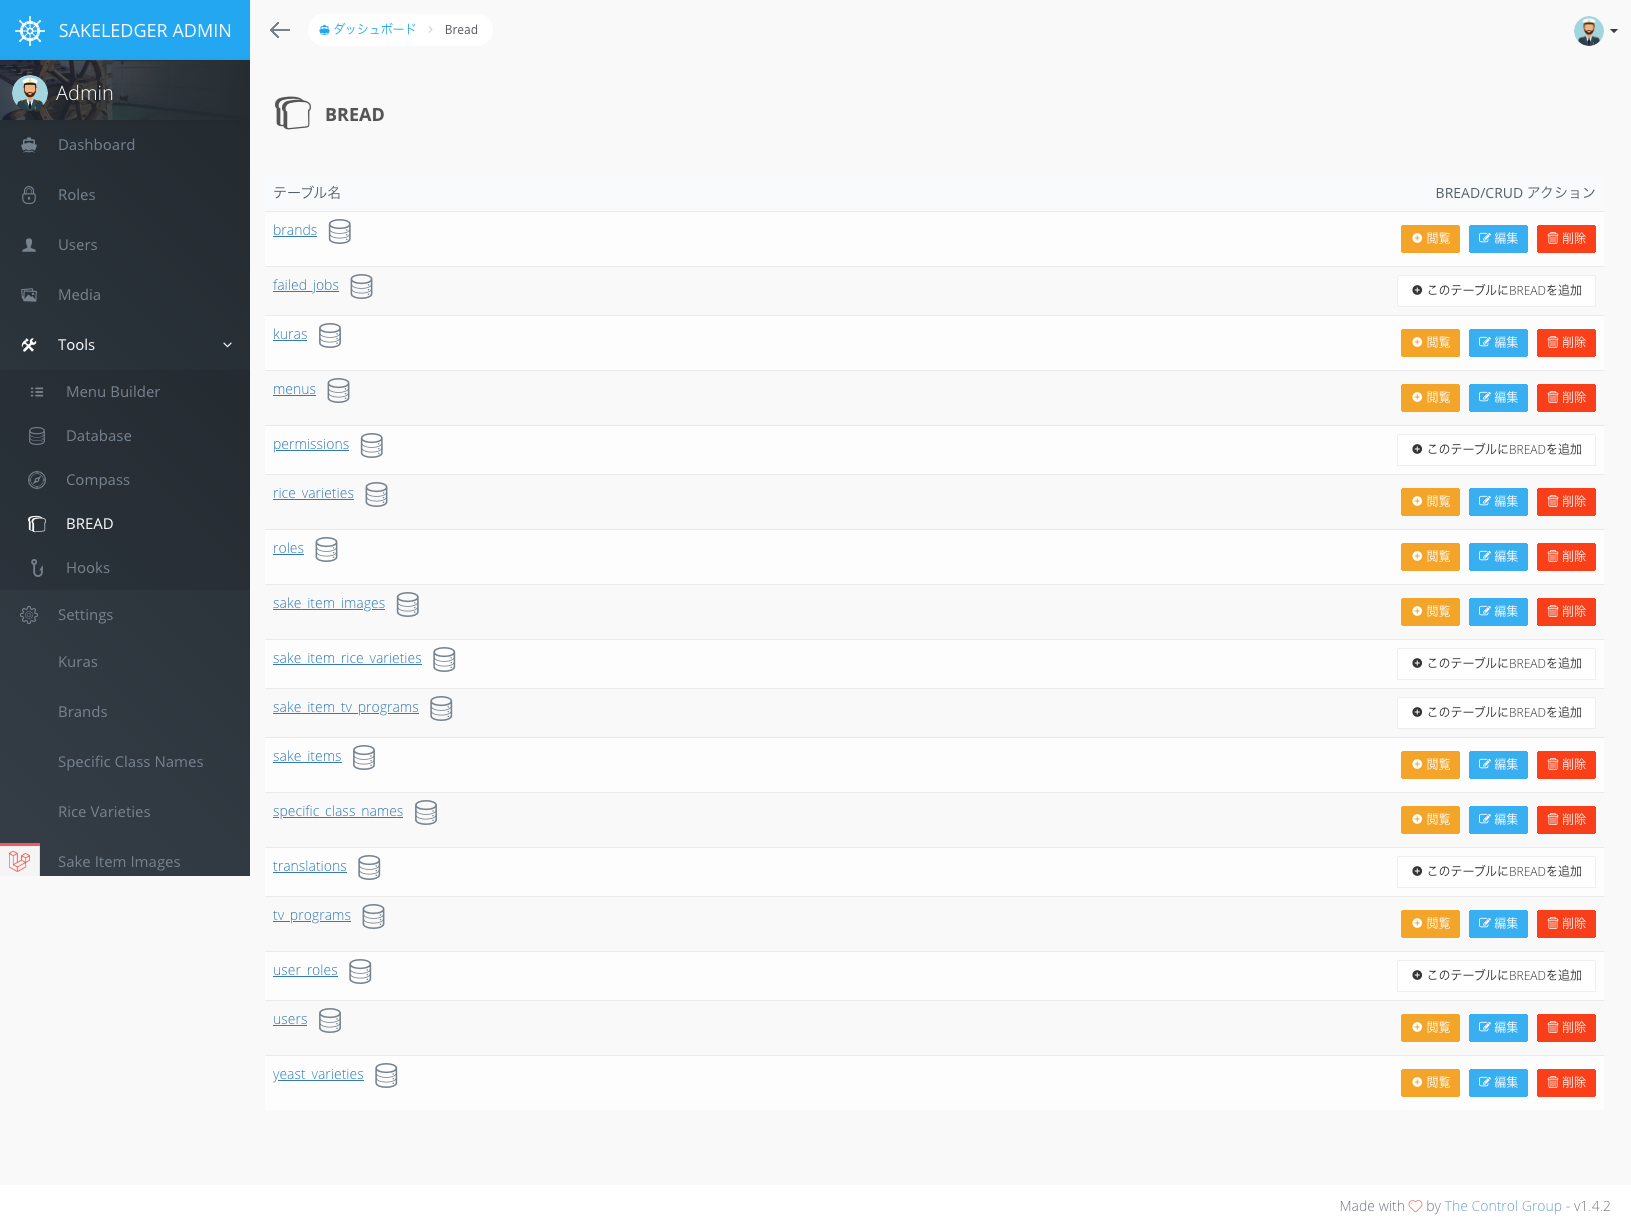 SAKELEDGER ADMIN
Admin
Dashboard
Roles
Users
Media
Tools
Menu Builder
Database
Compass
BREAD
Hooks
Settings
Kuras
Brands
Specific Class Names
Rice Varieties
Sake Item Images
ダッシュボード Bread
BREAD
テーブル名 BREAD/CRUD アクション
brands 閲覧 編集 削除
failed_jobs このテーブルにBREADを追加
kuras 閲覧 編集 削除
menus 閲覧 編集 削除
permissions このテーブルにBREADを追加
rice_varieties 閲覧 編集 削除
roles 閲覧 編集 削除
sake_item_images 閲覧 編集 削除
sake_item_rice_varieties このテーブルにBREADを追加
sake_item_tv_programs このテーブルにBREADを追加
sake_items 閲覧 編集 削除
specific_class_names 閲覧 編集 削除
translations このテーブルにBREADを追加
tv_programs 閲覧 編集 削除
user_roles このテーブルにBREADを追加
users 閲覧 編集 削除
yeast_varieties 閲覧 編集 削除
Made with ♡ by The Control Group - v1.4.2